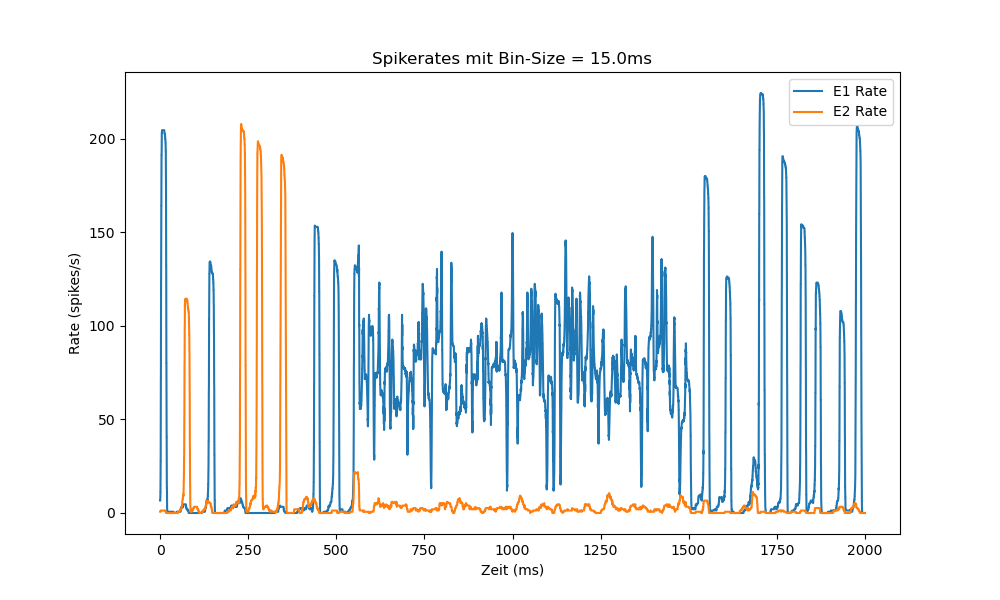 Spikerates mit Bin-Size = 15.0ms
E1 Rate
E2 Rate
Rate (spikes/s)
200
150
100
50
0
0 250 500 750 1000 1250 1500 1750 2000
Zeit (ms)